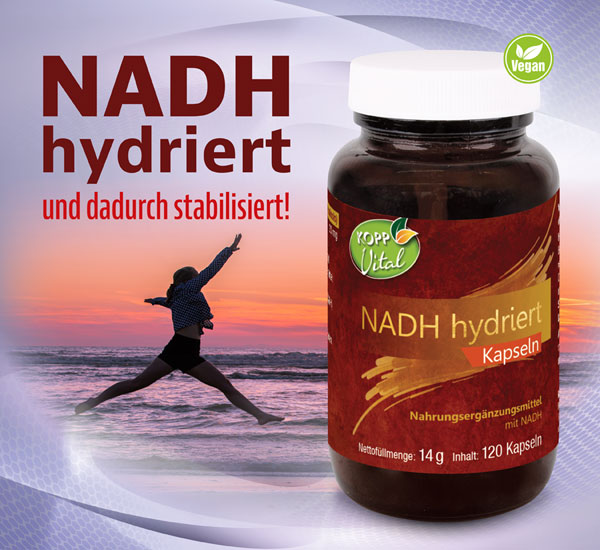 NADH
hydriert
und dadurch stabilisiert!
Vegan
KOPP
Vital
NADH hydriert
Kapseln
Nahrungsergänzungsmittel
mit NADH
Nettofüllmenge: 14 g Inhalt: 120 Kapseln